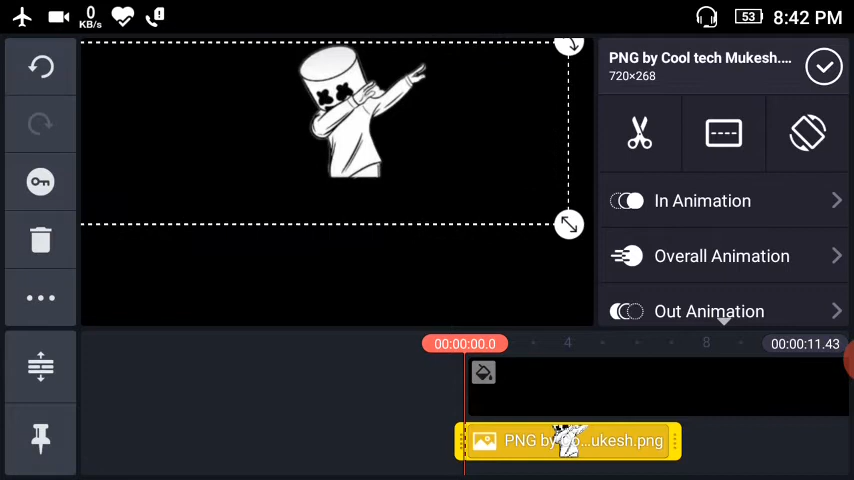 0
KB/s
53
8:42 PM
PNG by Cool tech Mukesh....
720×268
In Animation
Overall Animation
Out Animation
00:00:00.0
4
8
00:00:11.43
PNG by Co...ukesh.png